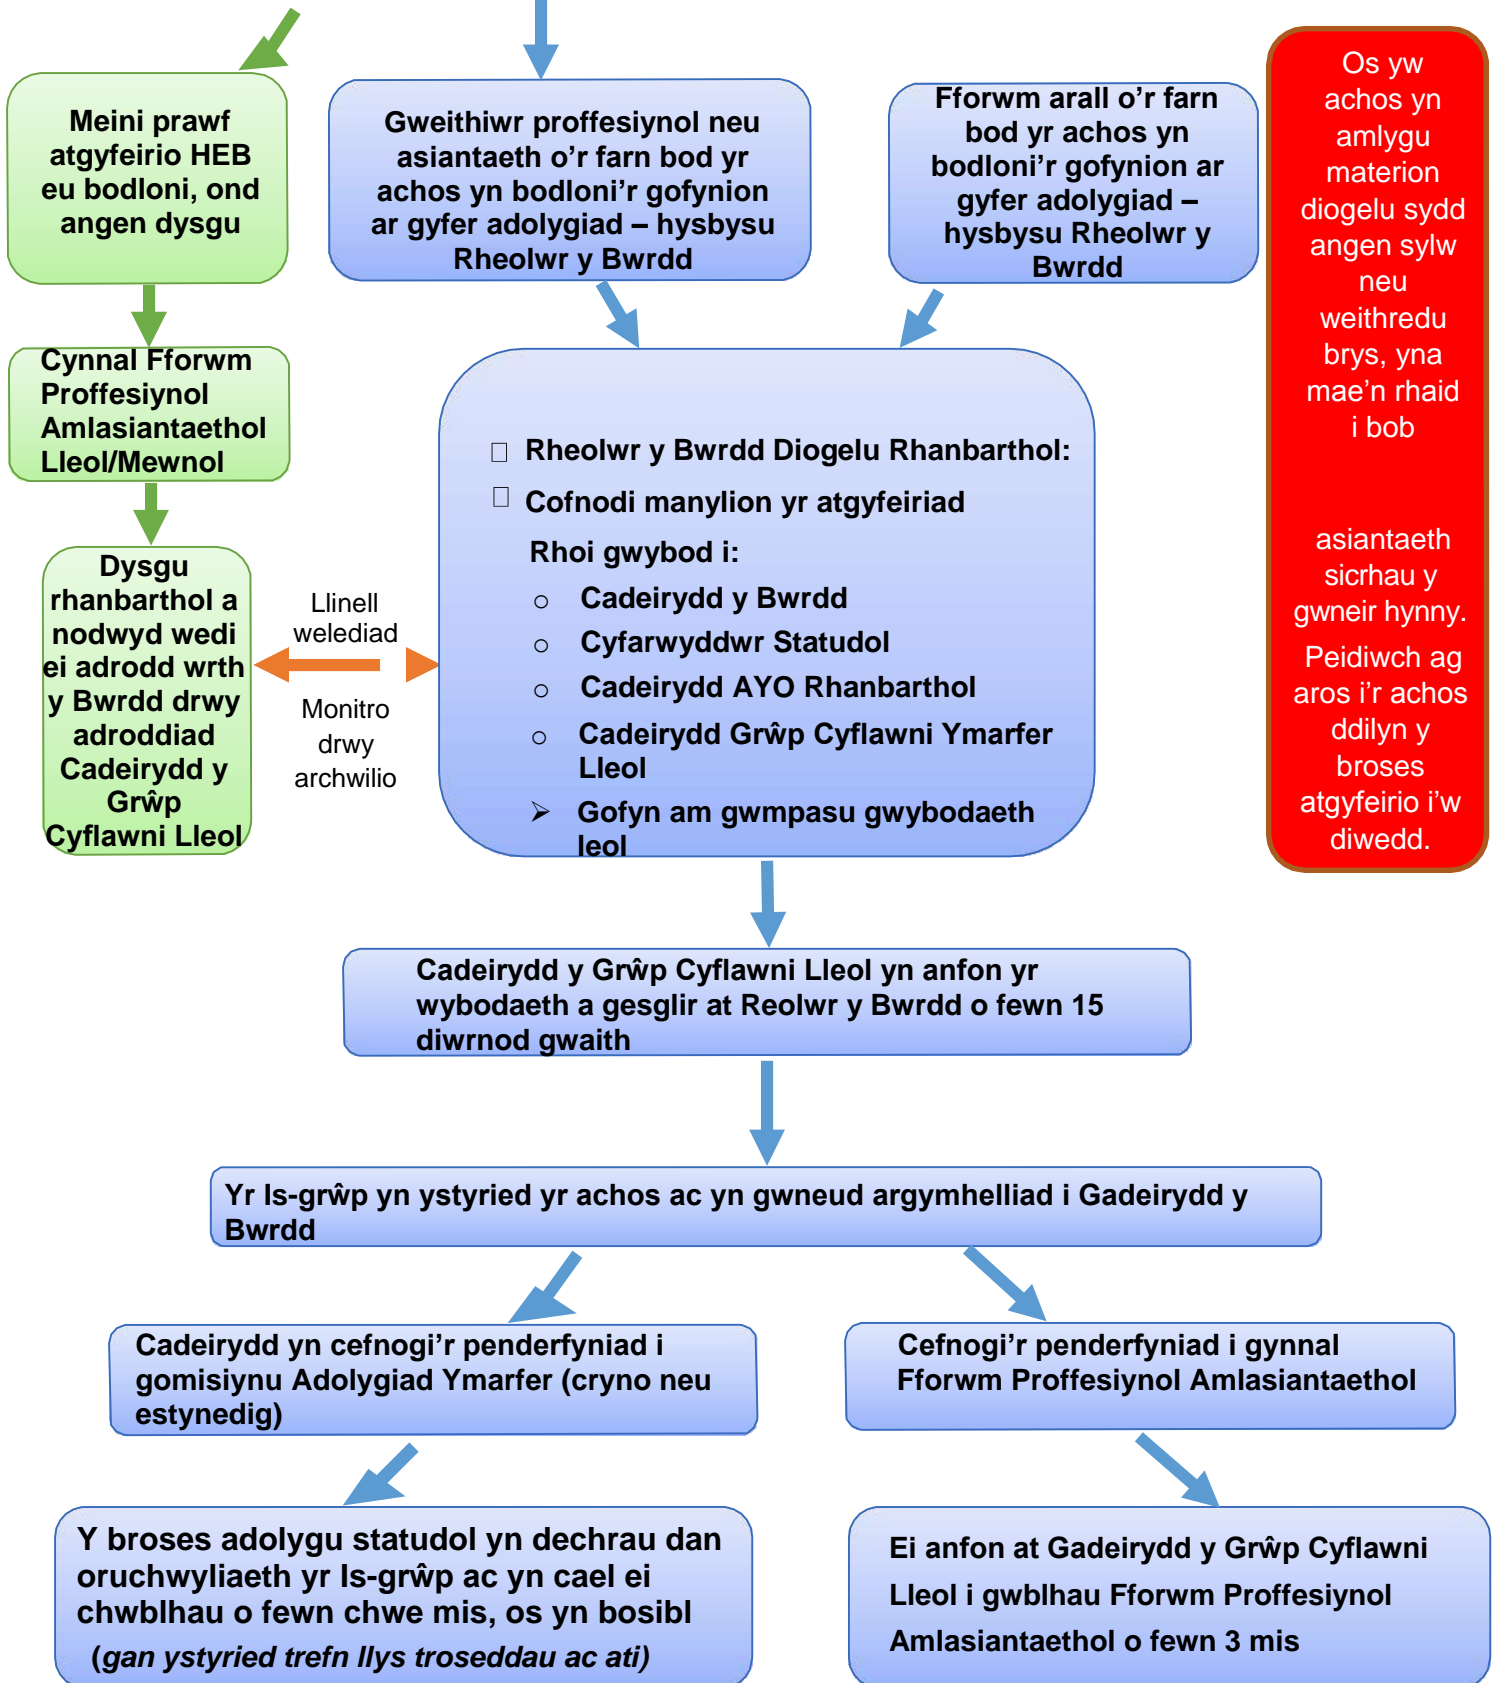 Meini prawf
atgyfeirio HEB
eu bodloni, ond
angen dysgu
Gweithiwr proffesiynol neu
asiantaeth o’r farn bod yr
achos yn bodloni’r gofynion
ar gyfer adolygiad – hysbysu
Rheolwr y Bwrdd
Fforwm arall o’r farn
bod yr achos yn
bodloni’r gofynion ar
gyfer adolygiad –
hysbysu Rheolwr y
Bwrdd
Os yw
achos yn
amlygu
materion
diogelu sydd
angen sylw
neu
weithredu
brys, yna
mae’n rhaid
i bob
asiantaeth
sicrhau y
gwneir hynny.
Peidiwch ag
aros i’r achos
ddilyn y
broses
atgyfeirio i’w
diwedd.
Cynnal Fforwm
Proffesiynol
Amlasiantaethol
Lleol/Mewnol
Dysgu
rhanbarthol a
nodwyd wedi
ei adrodd wrth
y Bwrdd drwy
adroddiad
Cadeirydd y
Grŵp
Cyflawni Lleol
Llinell
welediad
Monitro
drwy
archwilio
Rheolwr y Bwrdd Diogelu Rhanbarthol:
Cofnodi manylion yr atgyfeiriad
Rhoi gwybod i:
o Cadeirydd y Bwrdd
o Cyfarwyddwr Statudol
o Cadeirydd AYO Rhanbarthol
o Cadeirydd Grŵp Cyflawni Ymarfer
Lleol
➢ Gofyn am gwmpasu gwybodaeth
leol
Cadeirydd y Grŵp Cyflawni Lleol yn anfon yr
wybodaeth a gesglir at Reolwr y Bwrdd o fewn 15
diwrnod gwaith
Yr Is-grŵp yn ystyried yr achos ac yn gwneud argymhelliad i Gadeirydd y
Bwrdd
Cadeirydd yn cefnogi’r penderfyniad i
gomisiynu Adolygiad Ymarfer (cryno neu
estynedig)
Cefnogi’r penderfyniad i gynnal
Fforwm Proffesiynol Amlasiantaethol
Y broses adolygu statudol yn dechrau dan
oruchwyliaeth yr Is-grŵp ac yn cael ei
chwblhau o fewn chwe mis, os yn bosibl
(gan ystyried trefn llys troseddau ac ati)
Ei anfon at Gadeirydd y Grŵp Cyflawni
Lleol i gwblhau Fforwm Proffesiynol
Amlasiantaethol o fewn 3 mis